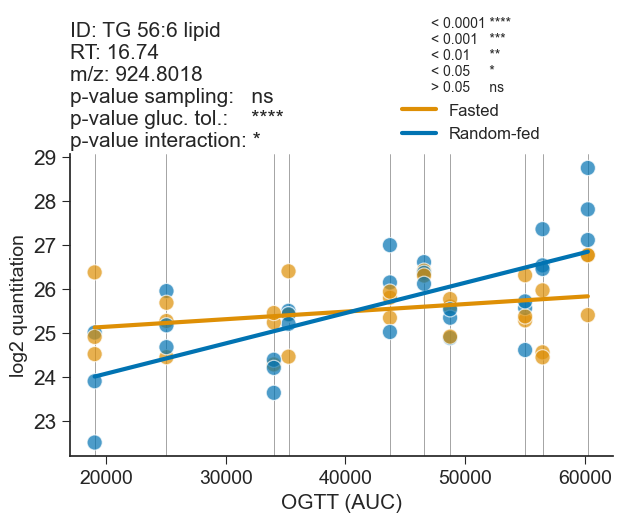 ID: TG 56:6 lipid
RT: 16.74
m/z: 924.8018
p-value sampling: ns
p-value gluc. tol.: ****
p-value interaction: *
< 0.0001 ****
< 0.001 ***
< 0.01 **
< 0.05 *
> 0.05 ns
Fasted
Random-fed
29
28
27
26
25
24
23
log2 quantitation
20000 30000 40000 50000 60000
OGTT (AUC)